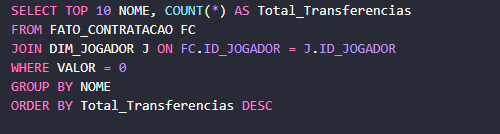 SELECT TOP 10 NOME, COUNT(*) AS Total_Transferencias
FROM FATO_CONTRATACAO FC
JOIN DIM_JOGADOR J ON FC.ID_JOGADOR = J.ID_JOGADOR
WHERE VALOR = 0
GROUP BY NOME
ORDER BY Total_Transferencias DESC